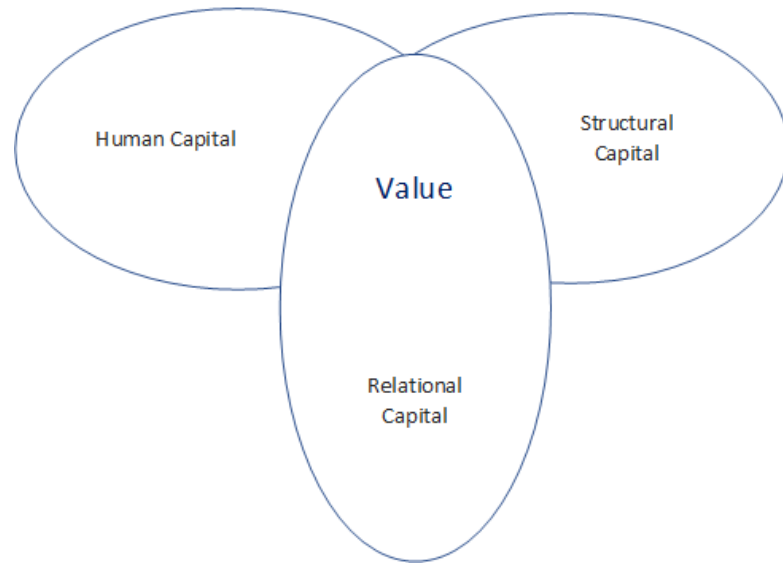 Human Capital
Structural
Capital
Value
Relational
Capital